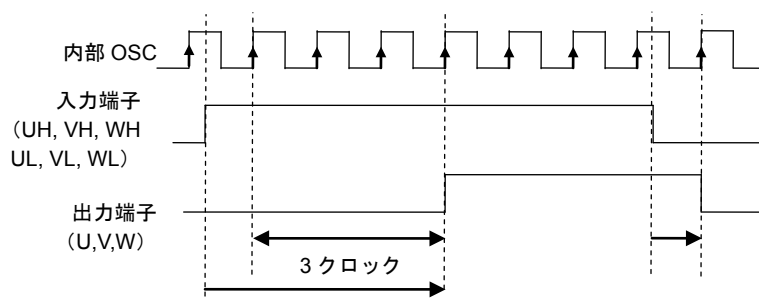 内部 OSC
入力端子
（UH, VH, WH
UL, VL, WL）
出力端子
（U,V,W）
3 クロック